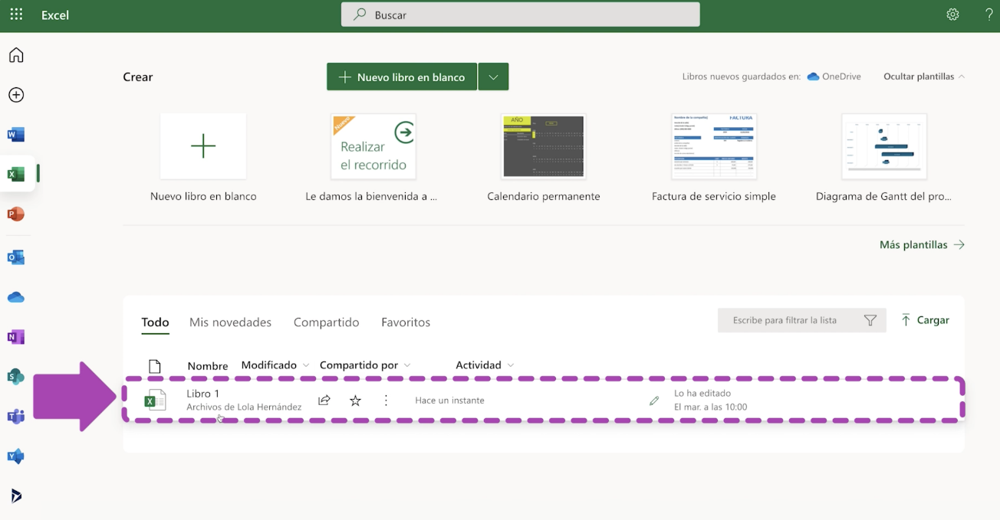 Excel
Buscar
?
Crear
Nuevo libro en blanco
Libros nuevos guardados en: OneDrive
Ocultar plantillas
Nuevo
Realizar
el recorrido
AÑO
FACTURA
Nuevo libro en blanco
Le damos la bienvenida a ...
Calendario permanente
Factura de servicio simple
Diagrama de Gantt del pro...
Más plantillas
Todo
Mis novedades
Compartido
Favoritos
Escribe para filtrar la lista
Cargar
Nombre
Modificado
Compartido por
Actividad
Libro 1
Archivos de Lola Hernández
Hace un instante
Lo ha editado
El mar. a las 10:00